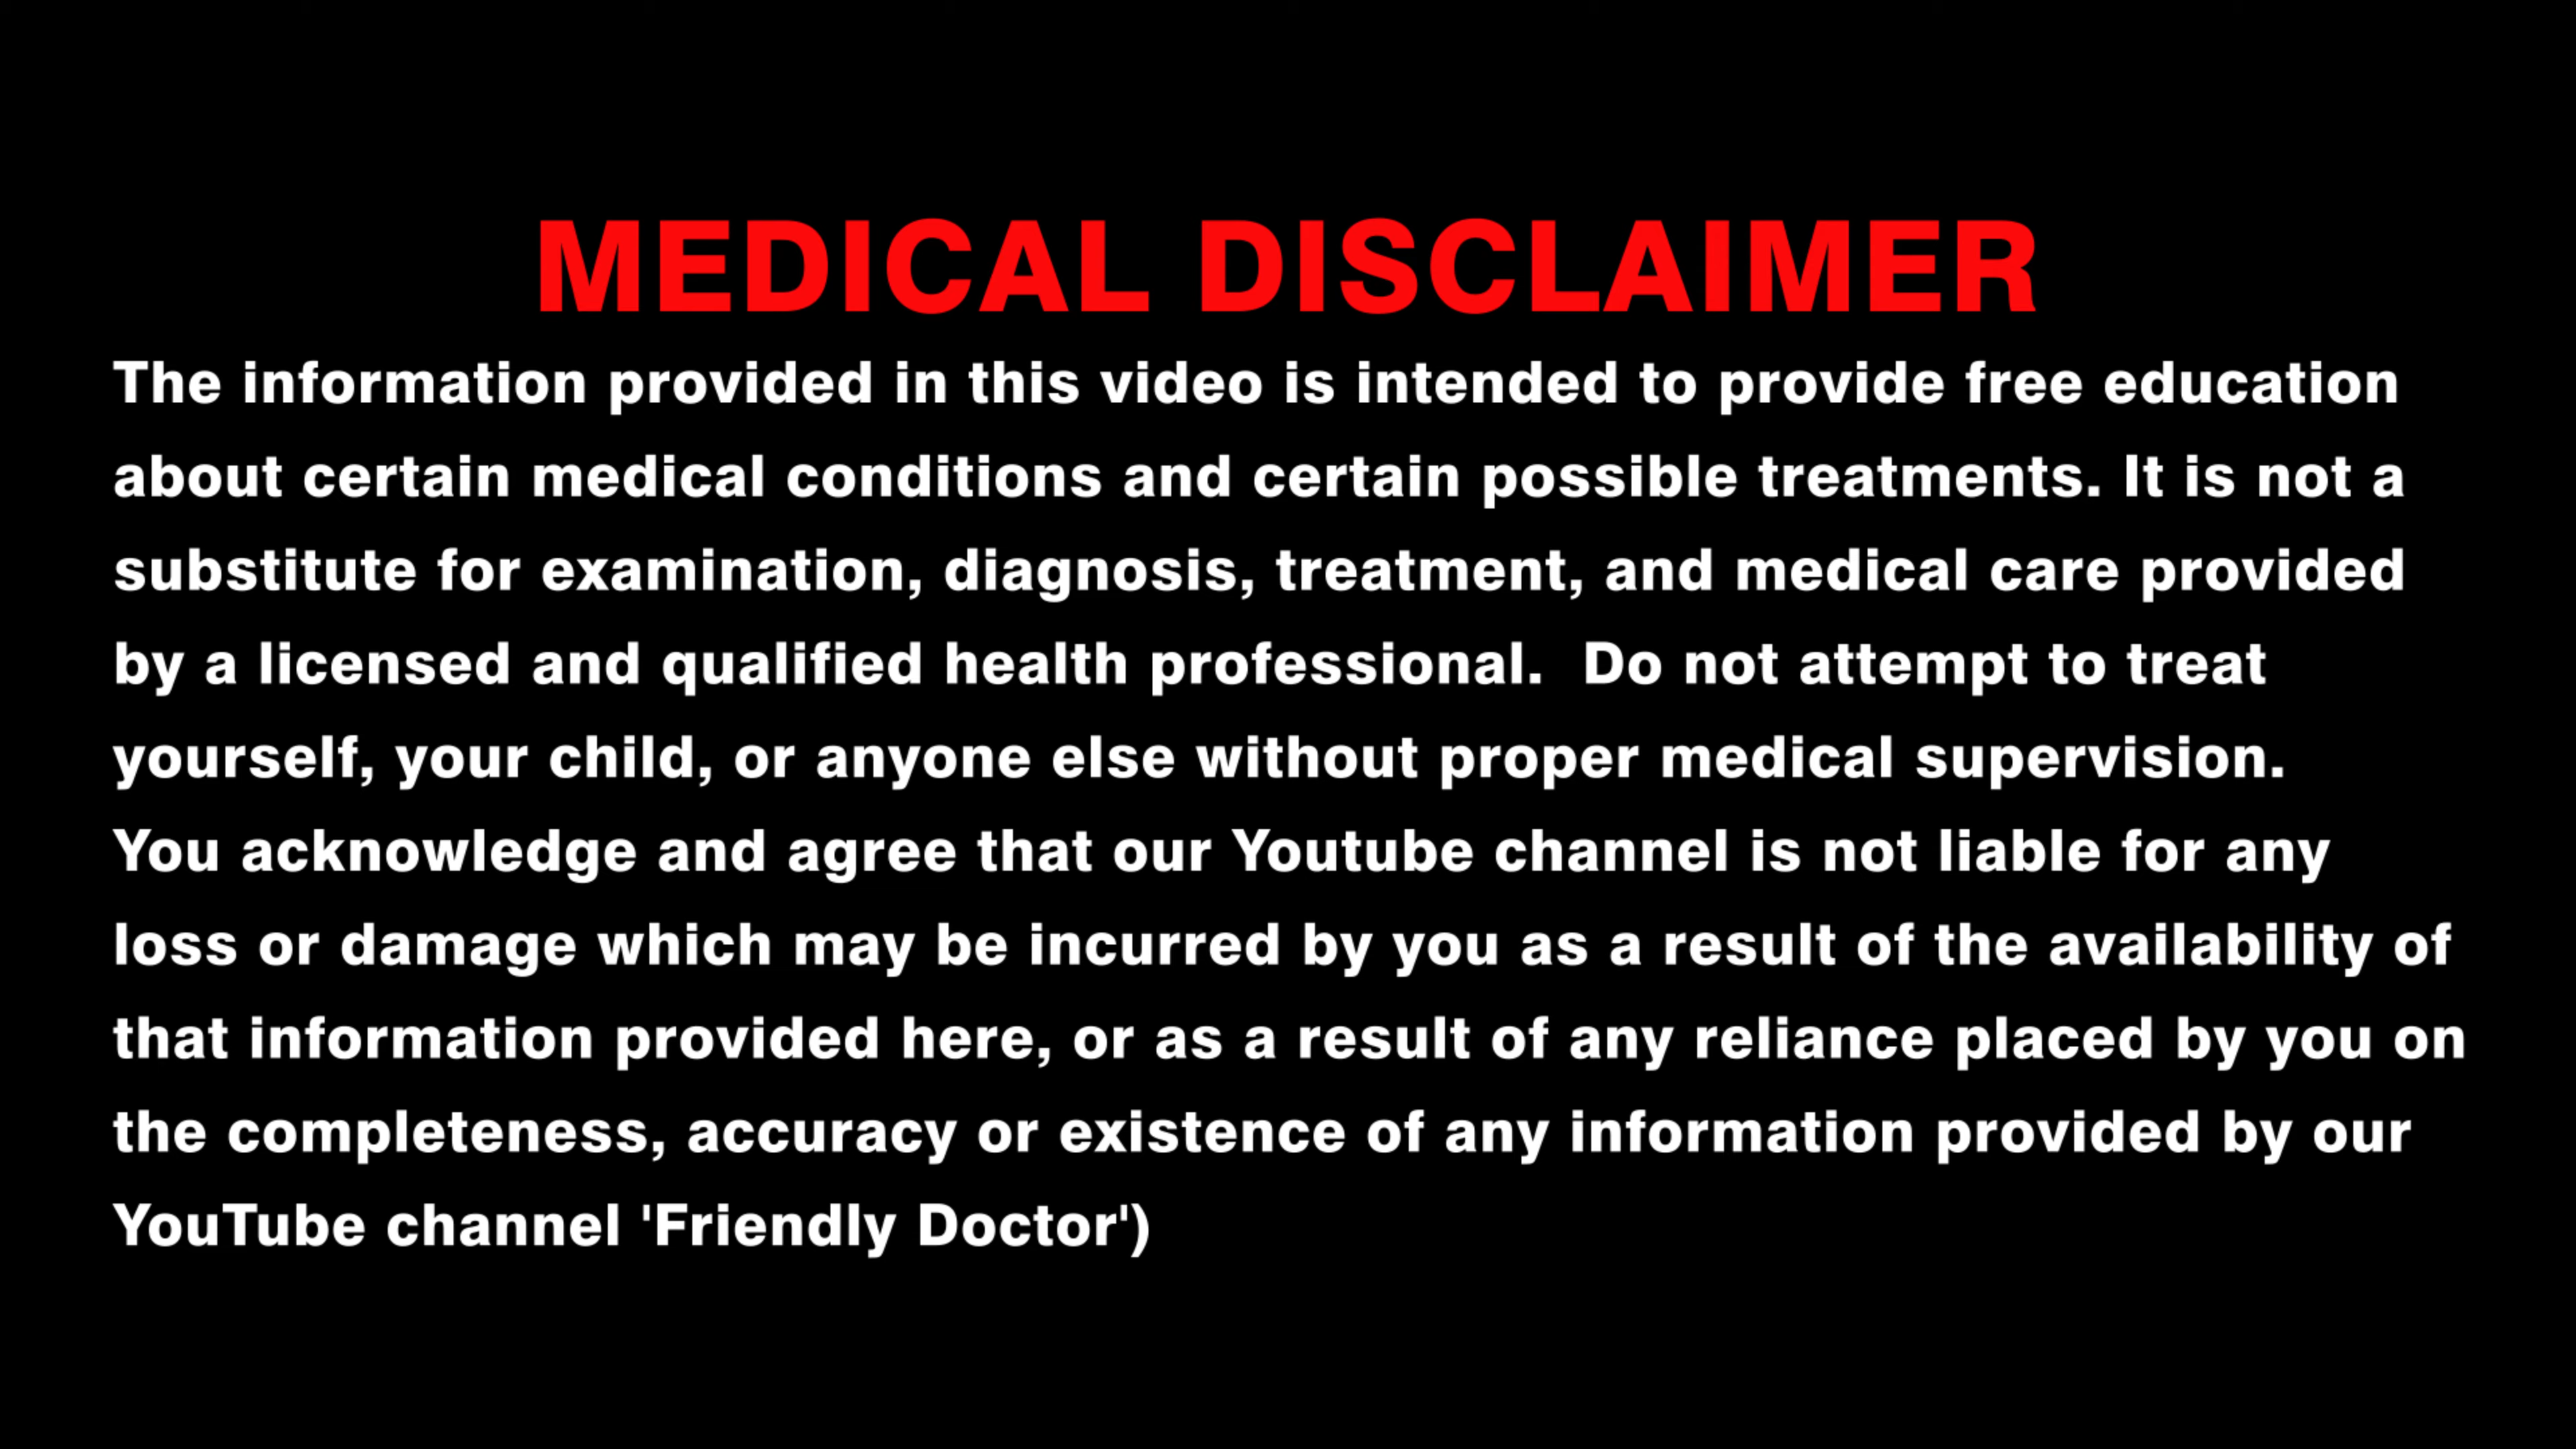 MEDICAL DISCLAIMER
The information provided in this video is intended to provide free education
about certain medical conditions and certain possible treatments. It is not a
substitute for examination, diagnosis, treatment, and medical care provided
by a licensed and qualified health professional.  Do not attempt to treat
yourself, your child, or anyone else without proper medical supervision.
You acknowledge and agree that our Youtube channel is not liable for any
loss or damage which may be incurred by you as a result of the availability of
that information provided here, or as a result of any reliance placed by you on
the completeness, accuracy or existence of any information provided by our
YouTube channel 'Friendly Doctor')